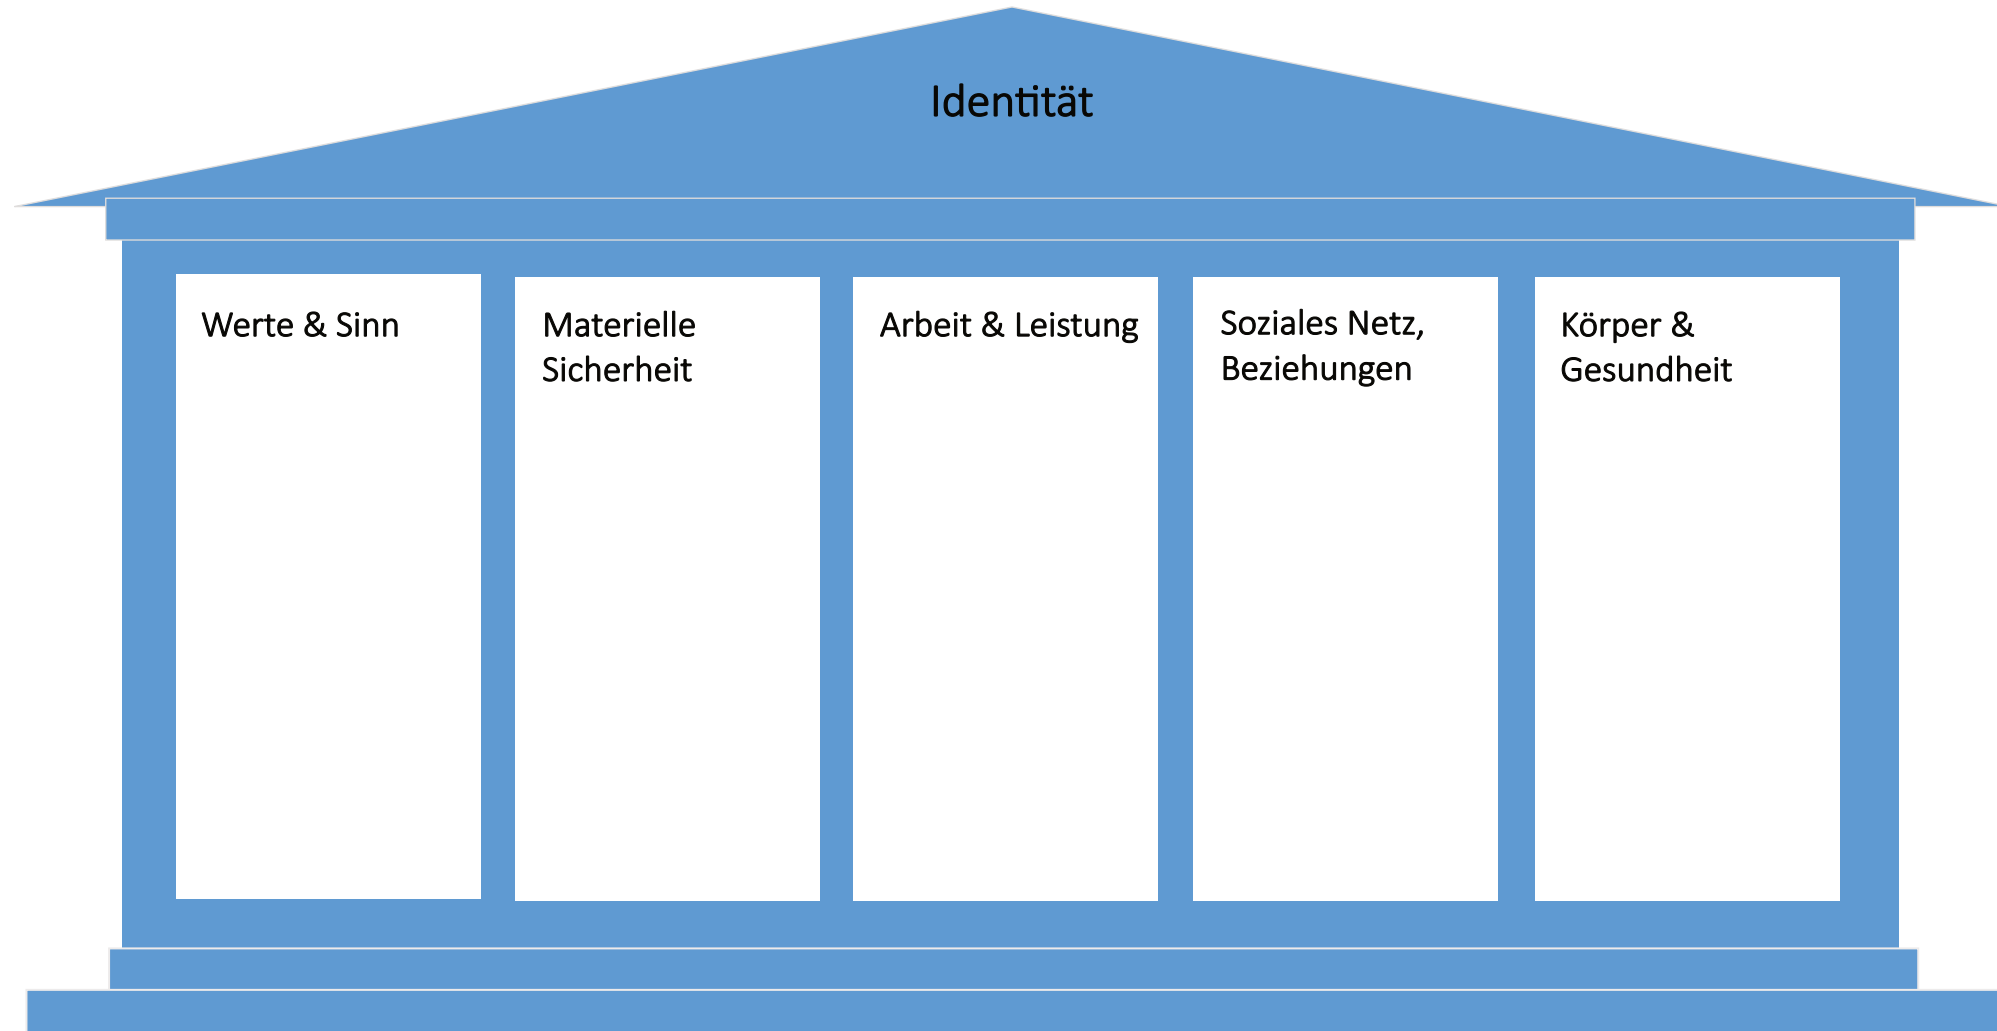 Identität
Werte & Sinn
Materielle
Sicherheit
Arbeit & Leistung
Soziales Netz,
Beziehungen
Körper &
Gesundheit